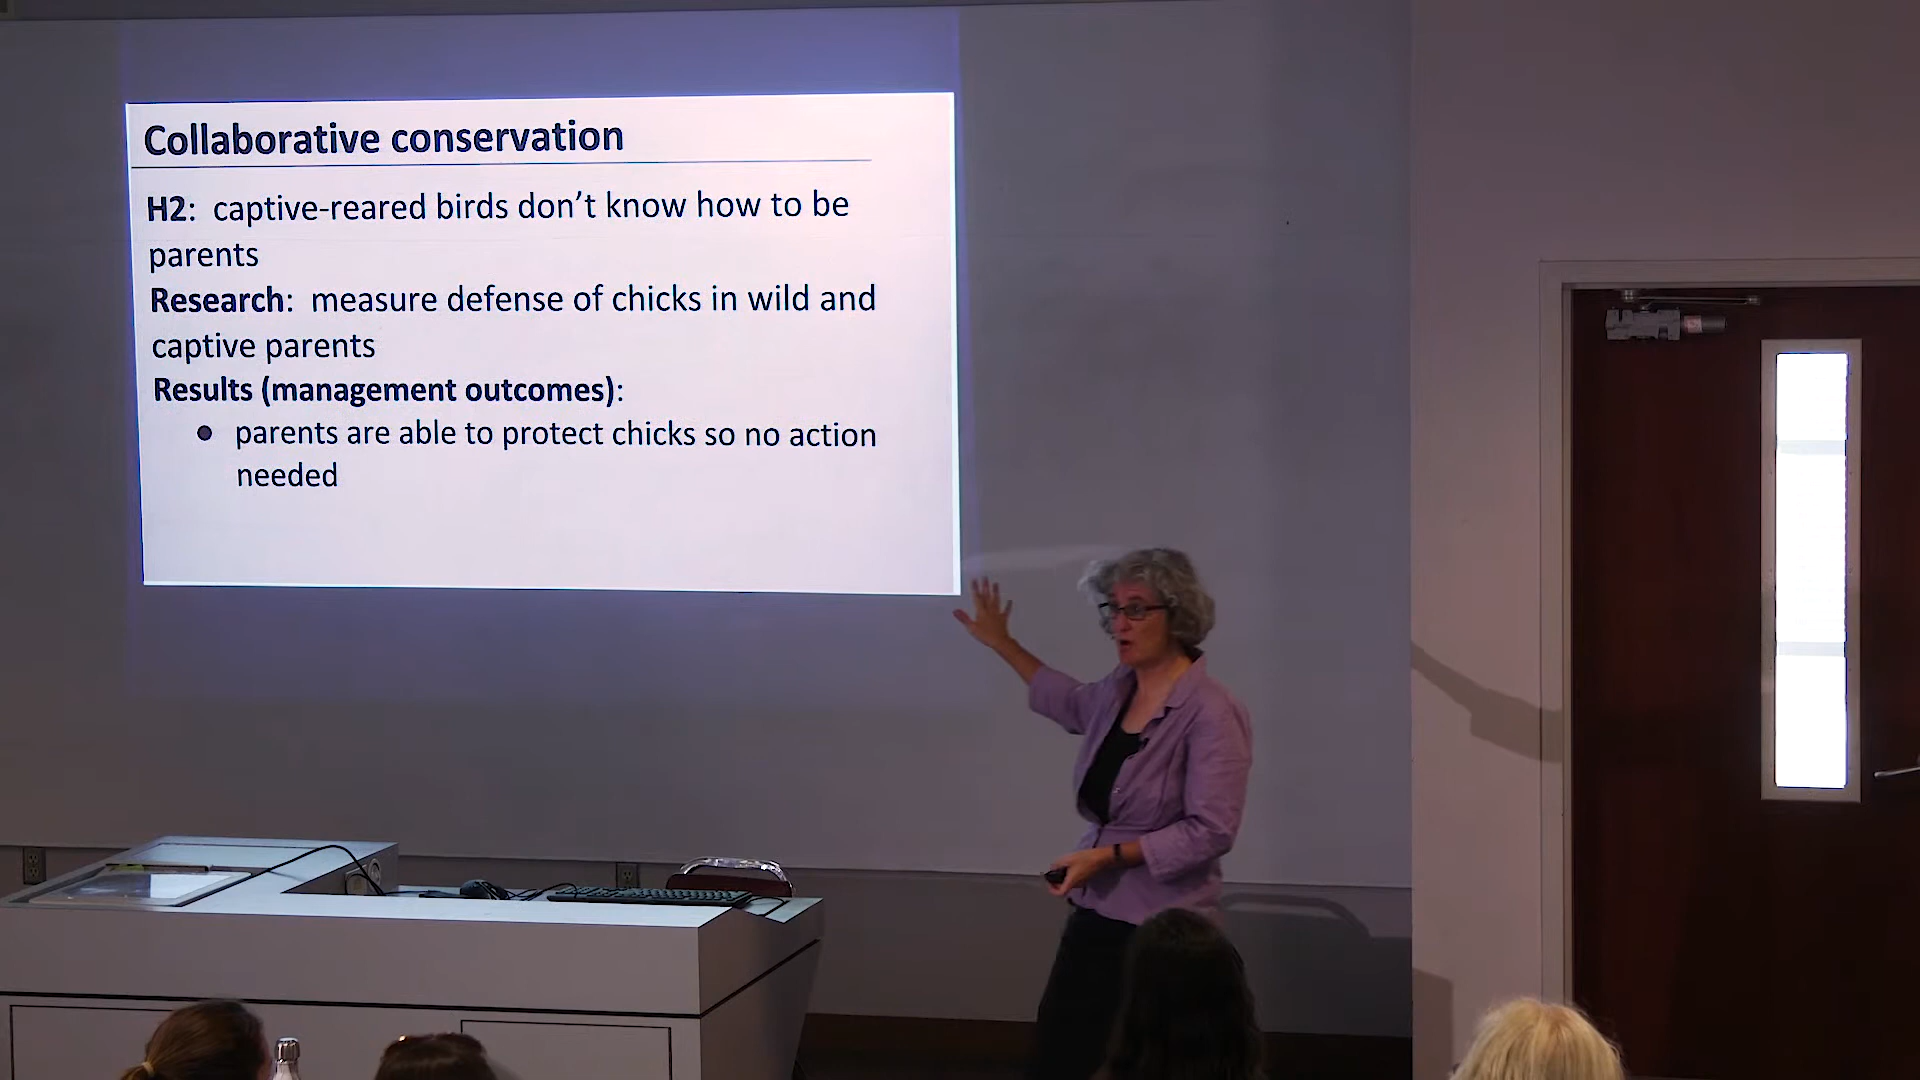 Collaborative conservation
H2: captive-reared birds don’t know how to be
parents
Research: measure defense of chicks in wild and
captive parents
Results (management outcomes):
● parents are able to protect chicks so no action
needed